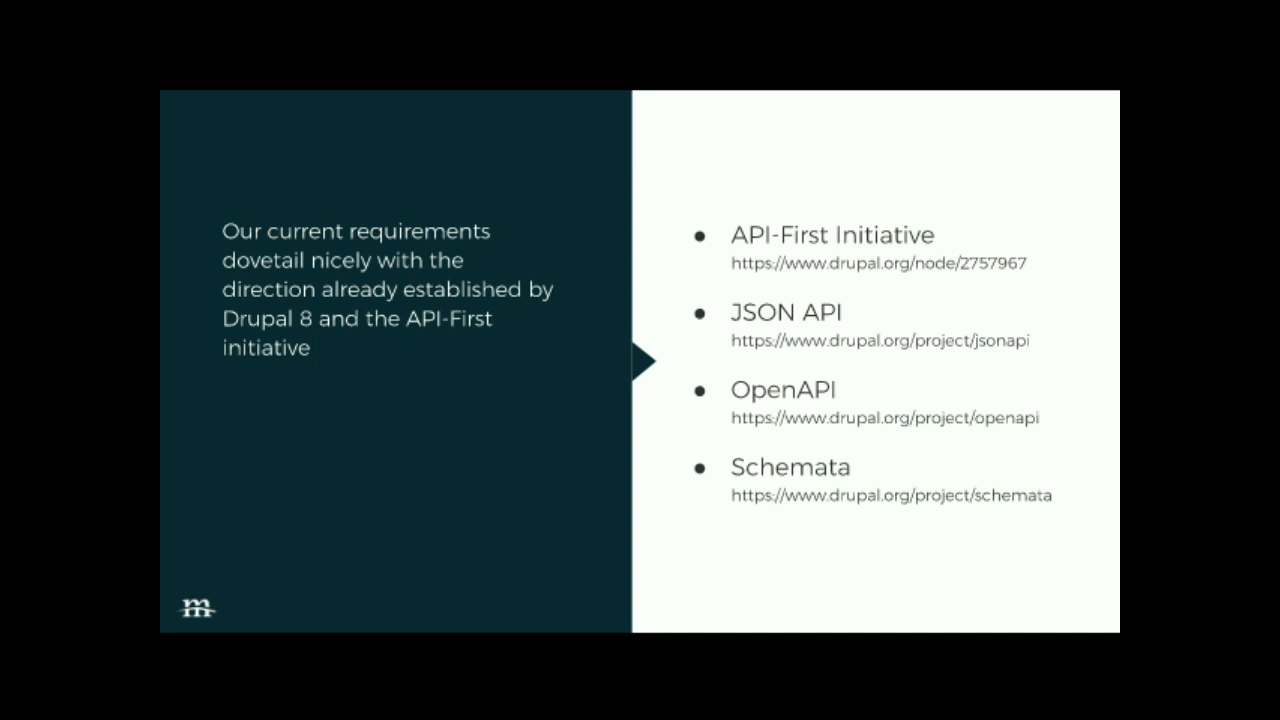 Our current requirements
dovetail nicely with the
direction already established by
Drupal 8 and the API-First
initiative
● API-First Initiative
https://www.drupal.org/node/2757967
● JSON API
https://www.drupal.org/project/jsonapi
● OpenAPI
https://www.drupal.org/project/openapi
● Schemata
https://www.drupal.org/project/schemata
m